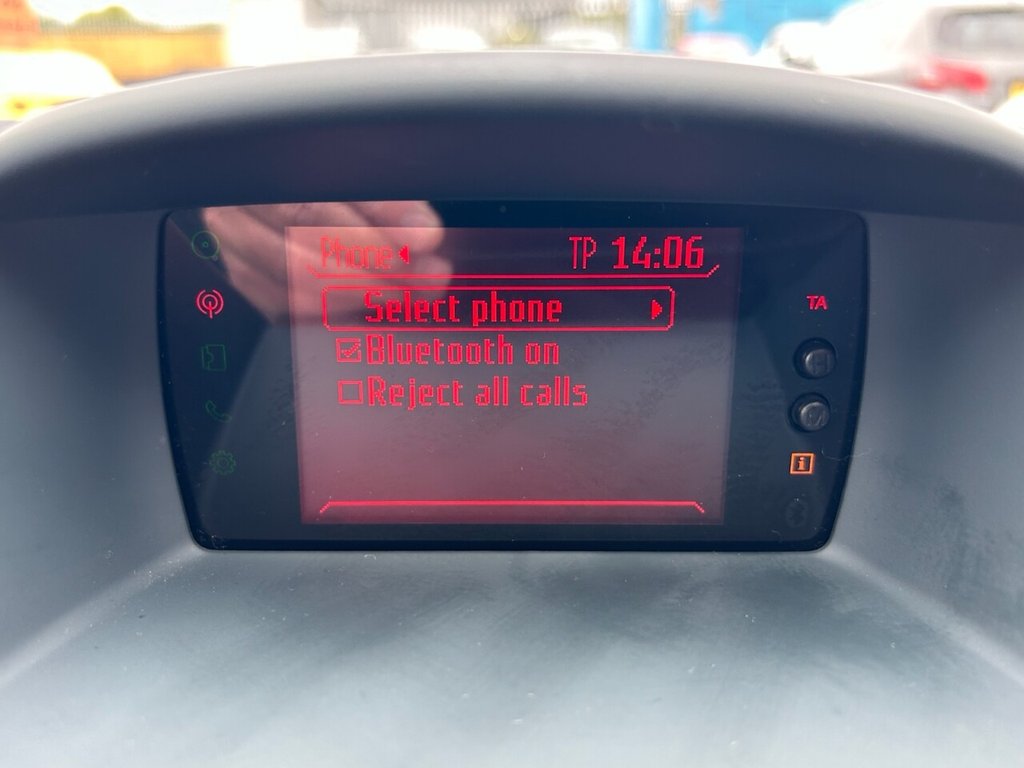 Phone TP 14:06
Select phone
TA
Bluetooth on
Reject all calls
i